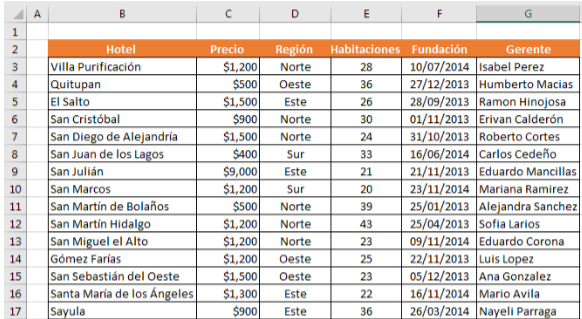 A B C D E F G
1
2 Hotel Precio Región Habitaciones Fundación Gerente
3 Villa Purificación $1,200 Norte 28 10/07/2014 Isabel Perez
4 Quitupan $500 Oeste 36 27/12/2013 Humberto Macias
5 El Salto $1,500 Este 26 28/09/2013 Ramon Hinojosa
6 San Cristóbal $900 Norte 30 01/11/2013 Erivan Calderón
7 San Diego de Alejandría $1,500 Norte 24 31/10/2013 Roberto Cortes
8 San Juan de los Lagos $400 Sur 33 16/06/2014 Carlos Cedeño
9 San Julián $9,000 Este 21 21/11/2013 Eduardo Mancillas
10 San Marcos $1,200 Sur 20 23/11/2014 Mariana Ramirez
11 San Martín de Bolaños $500 Norte 39 25/01/2013 Alejandra Sanchez
12 San Martín Hidalgo $1,200 Norte 43 25/04/2013 Sofia Larios
13 San Miguel el Alto $1,200 Norte 23 09/11/2014 Eduardo Corona
14 Gómez Farías $1,200 Oeste 25 22/11/2013 Luis Lopez
15 San Sebastián del Oeste $1,500 Oeste 23 05/12/2013 Ana Gonzalez
16 Santa María de los Ángeles $1,300 Este 22 16/11/2014 Mario Avila
17 Sayula $900 Este 36 26/03/2014 Nayeli Parraga